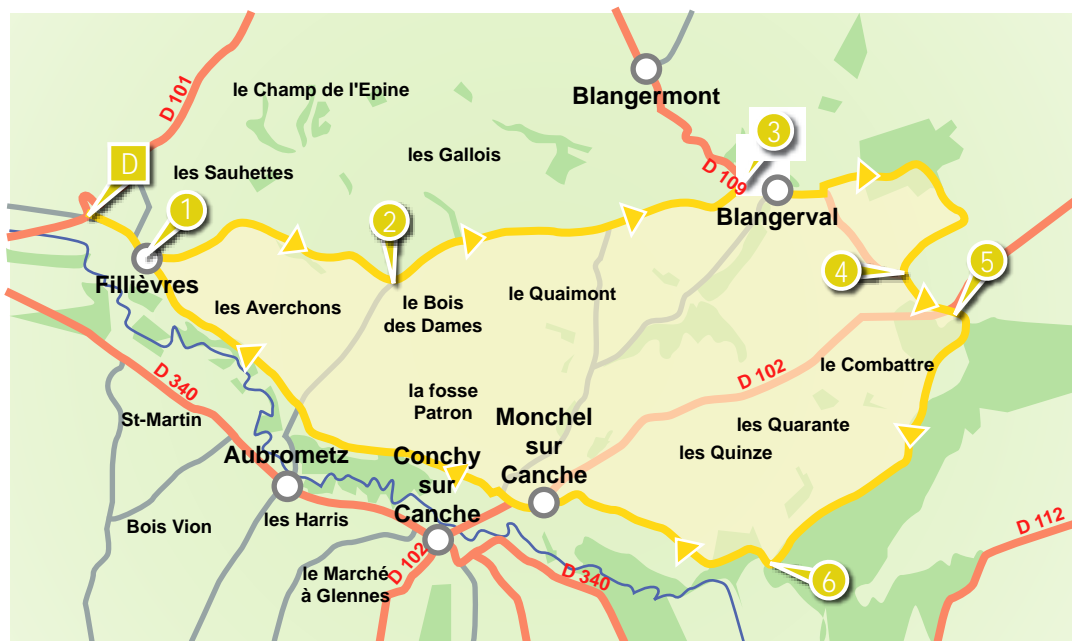 D 101
le Champ de l'Epine
Blangermont
3
D
les Sauhettes
les Gallois
D 109
1
2
Blangerval
Fillièvres
4
5
les Averchons
le Bois
des Dames
le Quaimont
D 340
la fosse
Patron
D 102
le Combattre
St-Martin
Monchel
sur
Canche
les Quarante
les Quinze
Aubrometz
Conchy
sur
Canche
Bois Vion
les Harris
D 112
D 102
le Marché
à Glennes
D 340
6